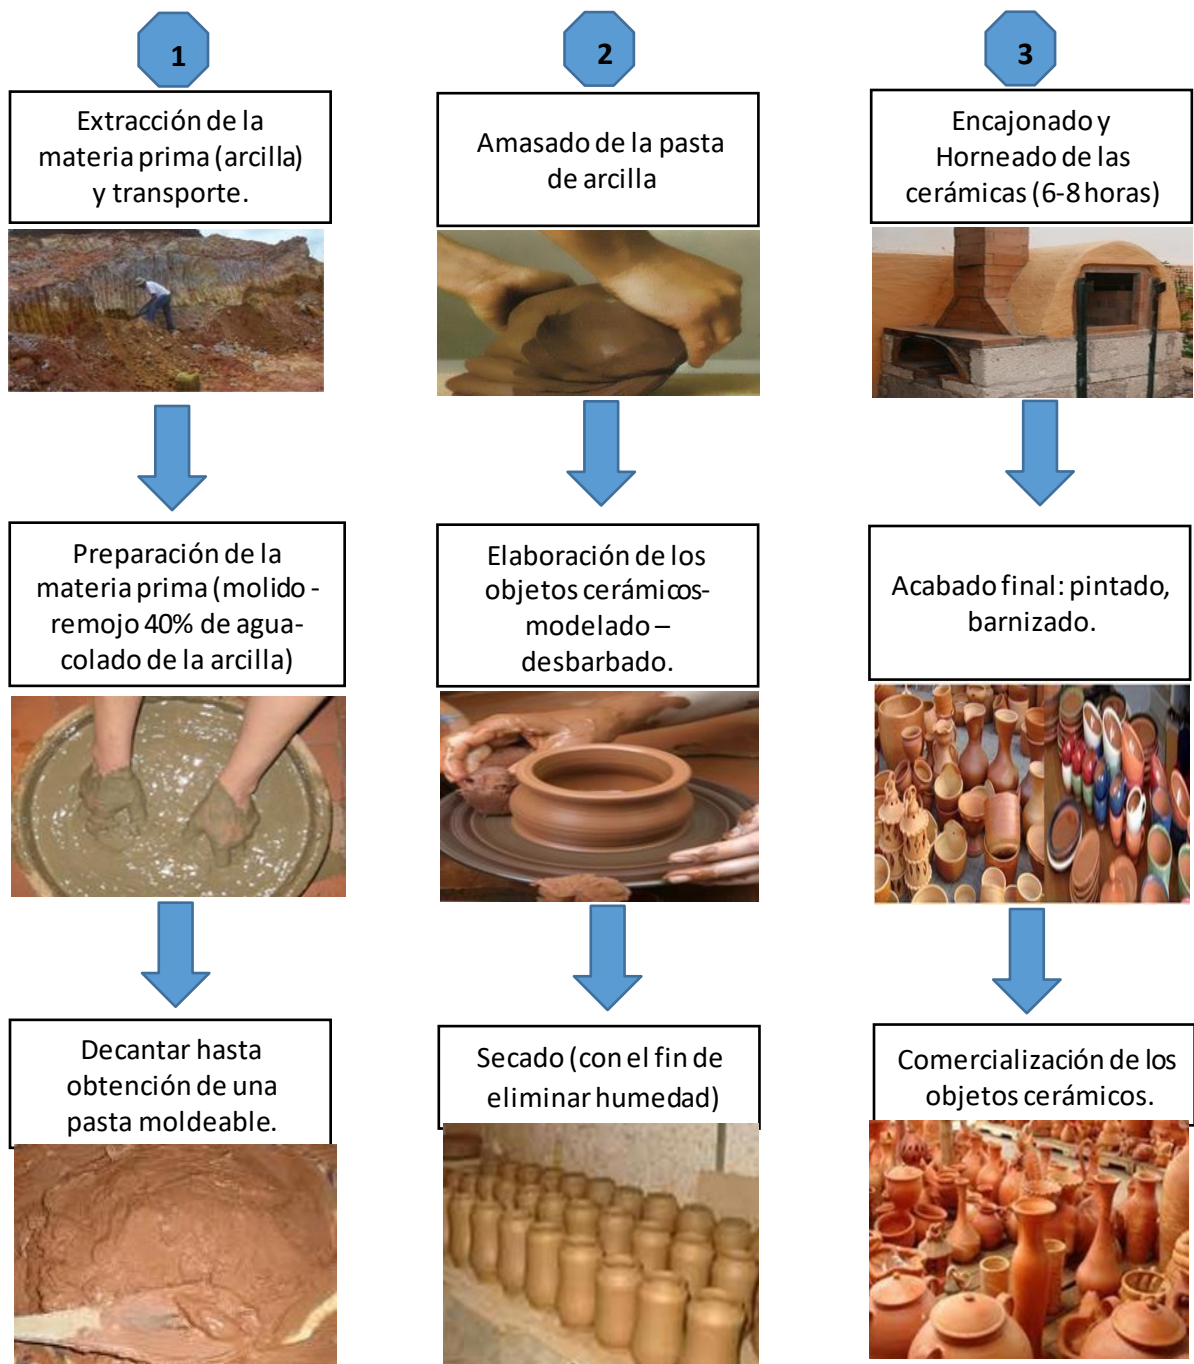 1
Extracción de la
materia prima (arcilla)
y transporte.
Preparación de la
materia prima (molido -
remojo 40% de agua-
colado de la arcilla)
Decantar hasta
obtención de una
pasta moldeable.
2
Amasado de la pasta
de arcilla
Elaboración de los
objetos cerámicos-
modelado –
desbarbado.
Secado (con el fin de
eliminar humedad)
3
Encajonado y
Horneado de las
cerámicas (6-8 horas)
Acabado final: pintado,
barnizado.
Comercialización de los
objetos cerámicos.